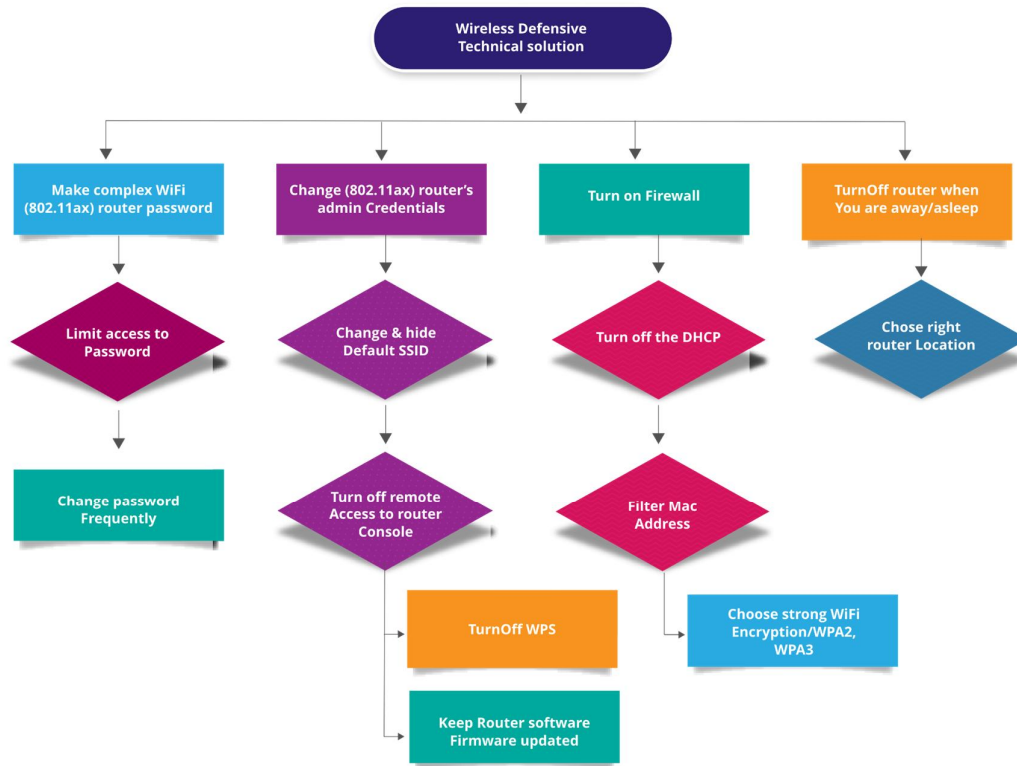 Wireless Defensive
Technical solution
Make complex WiFi
(802.11ax) router password
Change (802.11ax) router's
admin Credentials
Turn on Firewall
TurnOff router when
You are away/asleep
Limit access to
Password
Change & hide
Default SSID
Turn off the DHCP
Chose right
router Location
Change password
Frequently
Turn off remote
Access to router
Console
Filter Mac
Address
TurnOff WPS
Choose strong WiFi
Encryption/WPA2,
WPA3
Keep Router software
Firmware updated